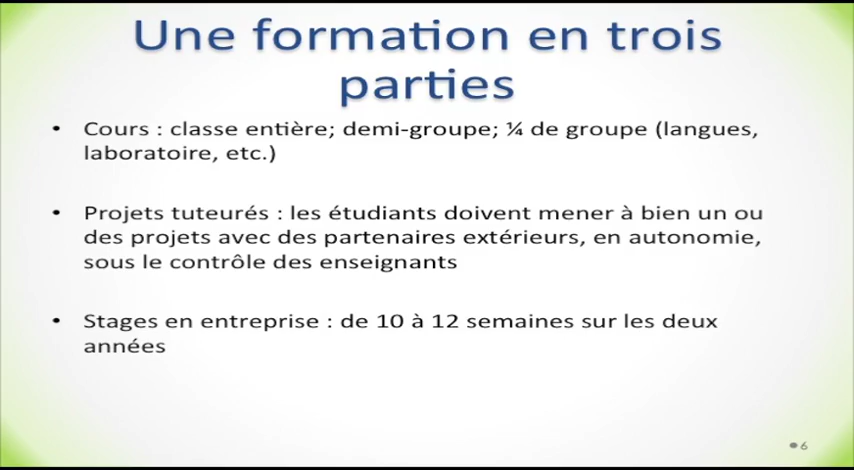 Une formation en trois
parties
• Cours : classe entière; demi-groupe; ¼ de groupe (langues,
laboratoire, etc.)
• Projets tuteurés : les étudiants doivent mener à bien un ou
des projets avec des partenaires extérieurs, en autonomie,
sous le contrôle des enseignants
• Stages en entreprise : de 10 à 12 semaines sur les deux
années
●6